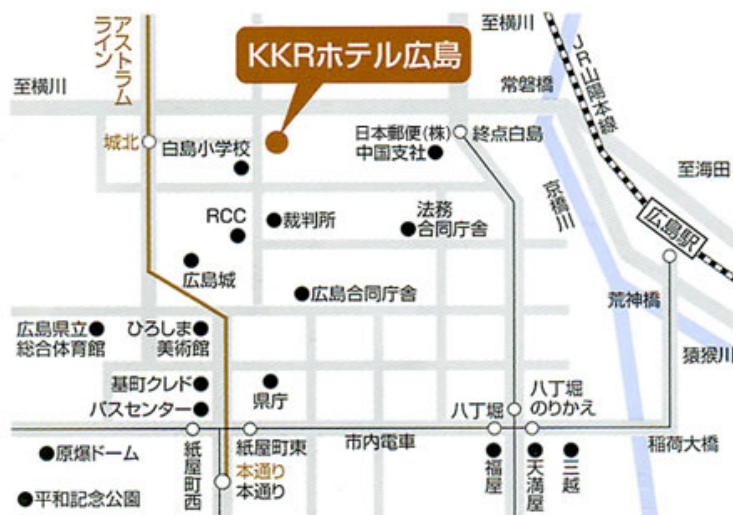 アストラム
ライン
KKRホテル広島
至横川
至横川
常磐橋
JR山陽本線
城北
白島小学校
日本郵便(株)
中国支社
終点白島
至海田
京橋川
広島駅
RCC
裁判所
法務
合同庁舎
広島城
広島合同庁舎
荒神橋
広島県立
総合体育館
ひろしま
美術館
猿猴川
基町クレド
バスセンター
県庁
八丁堀
八丁堀
のりかえ
原爆ドーム
紙屋町西
紙屋町東
市内電車
稲荷大橋
本通り
本通り
福屋
天満屋
三越
平和記念公園